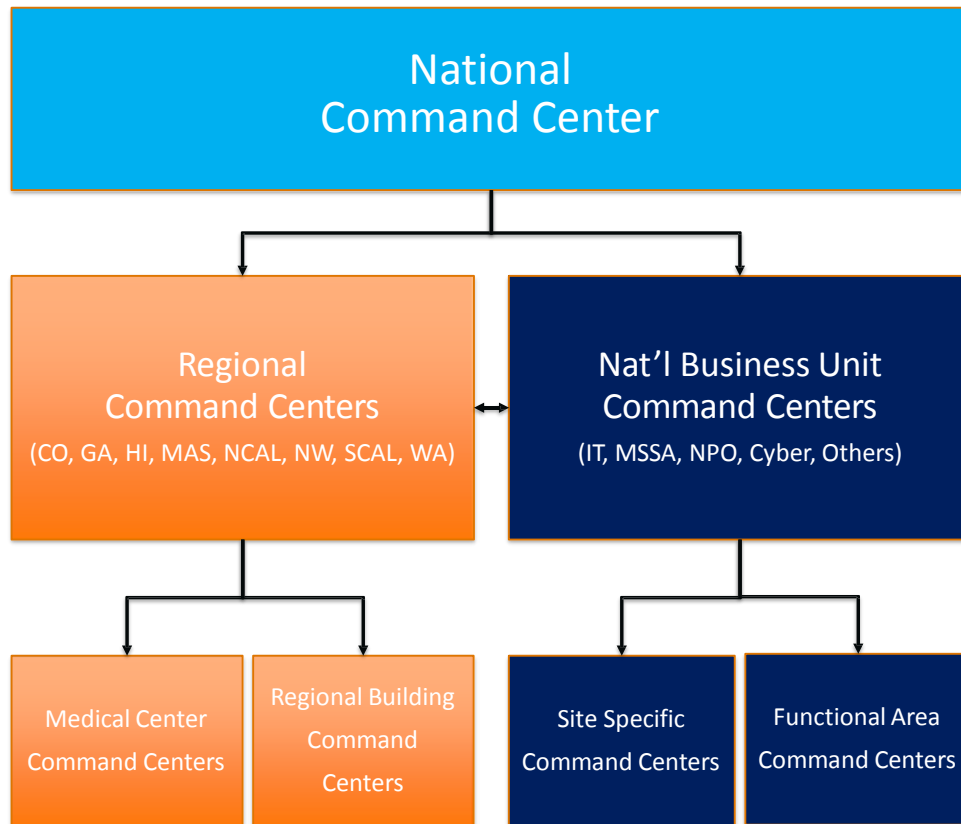 National
Command Center
Regional
Command Centers
(CO, GA, HI, MAS, NCAL, NW, SCAL, WA)
Nat’l Business Unit
Command Centers
(IT, MSSA, NPO, Cyber, Others)
Medical Center
Command Centers
Regional Building
Command
Centers
Site Specific
Command Centers
Functional Area
Command Centers